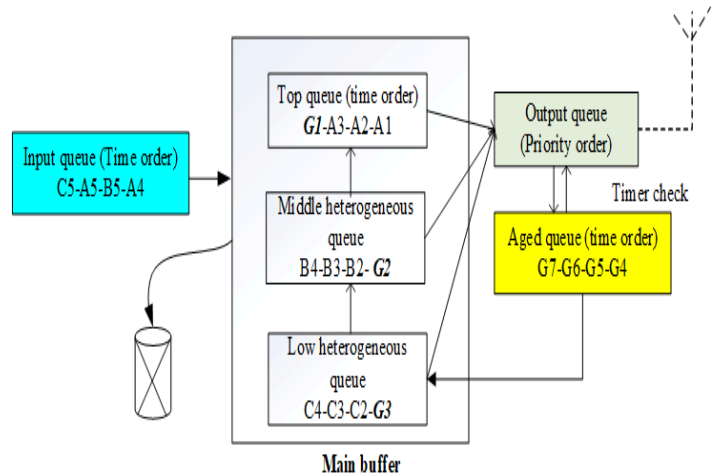 Input queue (Time order)
C5-A5-B5-A4
Top queue (time order)
G1-A3-A2-A1
Middle heterogeneous
queue
B4-B3-B2- G2
Low heterogeneous
queue
C4-C3-C2-G3
Main buffer
Output queue
(Priority order)
Timer check
Aged queue (time order)
G7-G6-G5-G4